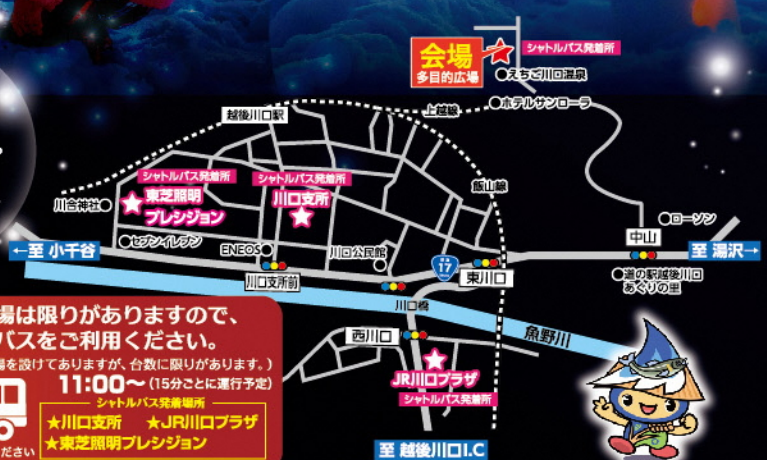 会場
多目的広場
シャトルバス発着所
●えちご川口温泉
●ホテルサンローラ
越後川口駅
上越線
飯山線
シャトルバス発着所
東芝照明
プレシジョン
シャトルバス発着所
川口支所
川合神社●
●セブンイレブン
ENEOS●
川口公民館
●ローソン
中山
←至 小千谷
17
東川口
至 湯沢→
川口支所前
●道の駅越後川口
あぐりの里
川口橋
西川口
魚野川
JR川口プラザ
シャトルバス発着所
至 越後川口I.C
場は限りがありますので、
バスをご利用ください。
場を設けてありますが、台数に限りがあります。)
11:00～(15分ごとに運行予定)
シャトルバス発着場所
★川口支所 ★JR川口プラザ
★東芝照明プレシジョン
ださい